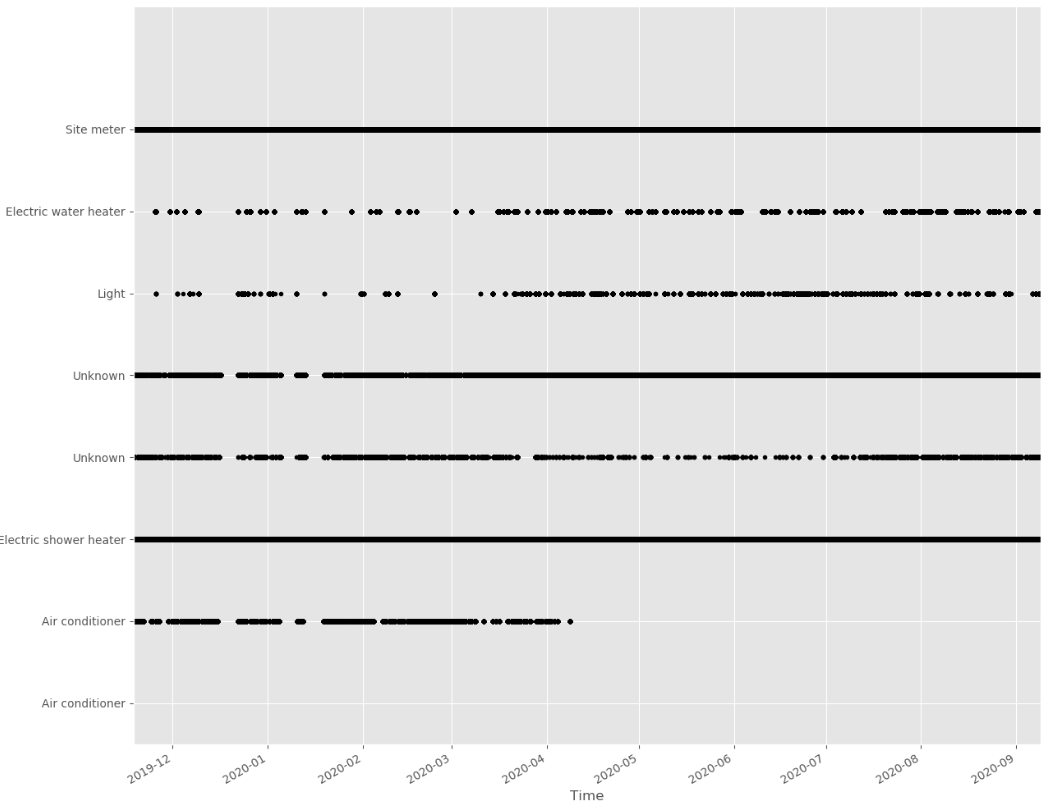 Site meter
Electric water heater
Light
Unknown
Unknown
Electric shower heater
Air conditioner
Air conditioner
2019-12 2020-01 2020-02 2020-03 2020-04 2020-05 2020-06 2020-07 2020-08 2020-09
Time